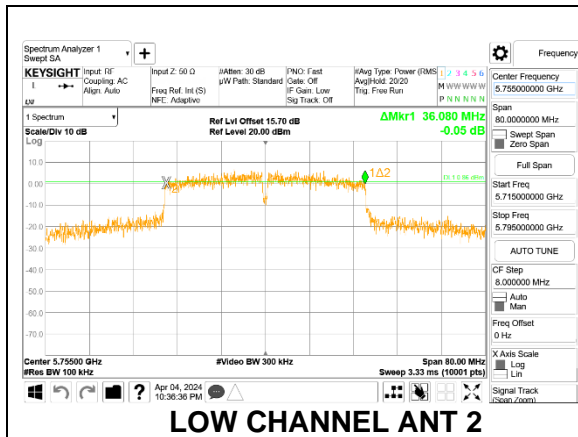 Spectrum Analyzer 1
Swept SA
+
Frequency
KEYSIGHT
Input: RF
Coupling: AC
Align: Auto
Input Z: 50 Ω
Freq Ref: Int (S)
NFE: Adaptive
#Atten: 30 dB
µW Path: Standard
PNO: Fast
Gate: Off
IF Gain: Low
Sig Track: Off
#Avg Type: Power (RMS
Avg|Hold: 20/20
Trig: Free Run
1 2 3 4 5 6
M W W W W W
P N N N N N
1 Spectrum
Scale/Div 10 dB
Log
Ref Lvl Offset 15.70 dB
Ref Level 20.00 dBm
ΔMkr1 36.080 MHz
-0.05 dB
10.0
0.00
-10.0
-20.0
-30.0
-40.0
-50.0
-60.0
-70.0
1Δ2
Center 5.75500 GHz
#Res BW 100 kHz
#Video BW 300 kHz
Span 80.00 MHz
Sweep 3.33 ms (10001 pts)
Center Frequency
5.755000000 GHz
Span
80.0000000 MHz
Swept Span
Zero Span
Full Span
Start Freq
5.715000000 GHz
Stop Freq
5.795000000 GHz
AUTO TUNE
CF Step
8.000000 MHz
Auto
Man
Freq Offset
0 Hz
X Axis Scale
Log
Lin
Signal Track
(Span Zoom)
?
Apr 04, 2024
10:36:36 PM
LOW CHANNEL ANT 2